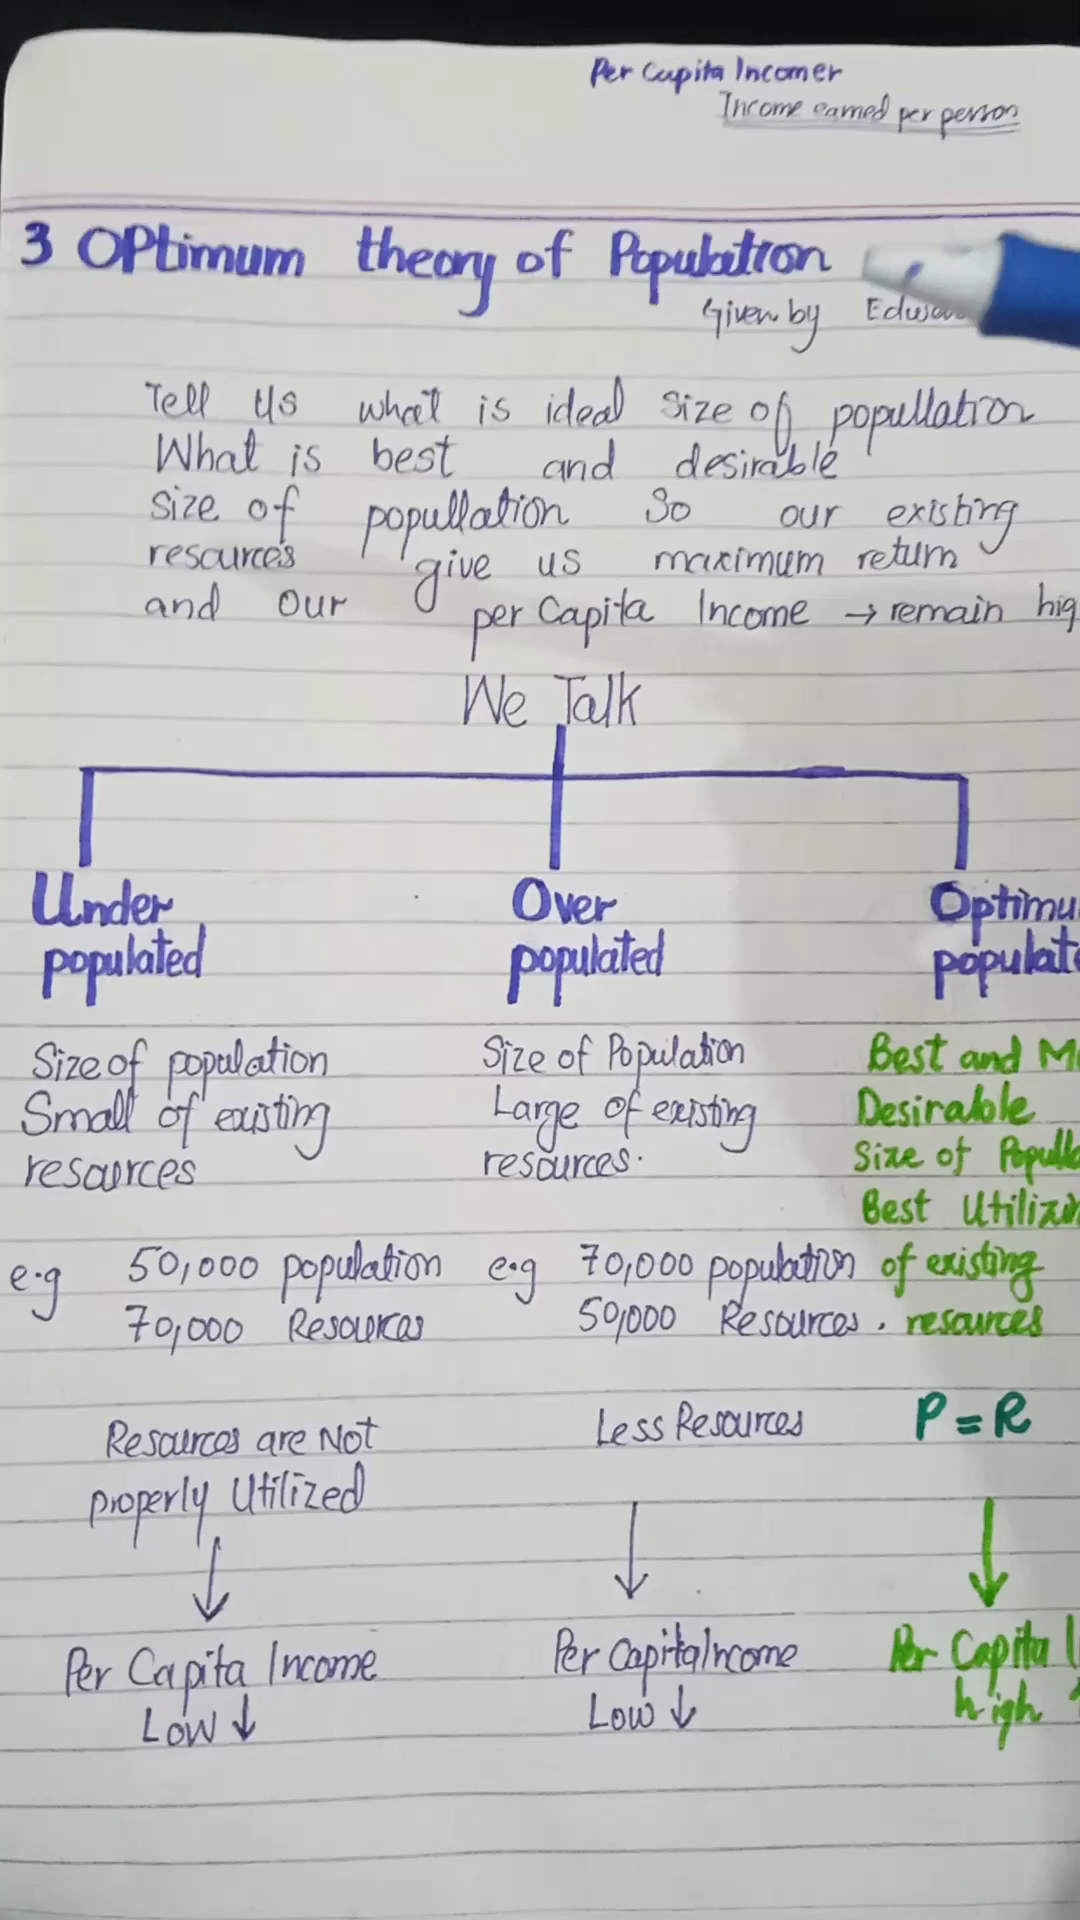 Per Capita Incomer
Income earned per person
3 Optimum theory of Population
Given by
Tell us what is ideal size of popullation
What is best and desirable
size of popullation So our existing
resources give us maximum return
and our per Capita Income → remain
We Talk
Under
populated
Over
populated
Size of population
Small of existing
resources
Size of Population
Large of existing
resources.
Best and
Desirable
Size of
Best
of existing
resources
e.g 50,000 population
70,000 Resources
e.g 70,000 population
50,000 Resources.
Resources are Not
properly Utilized
Less Resources
P = R
↓
↓
↓
Per Capita Income
Low ↓
Per Capita Income
Low ↓
Per Capita
high